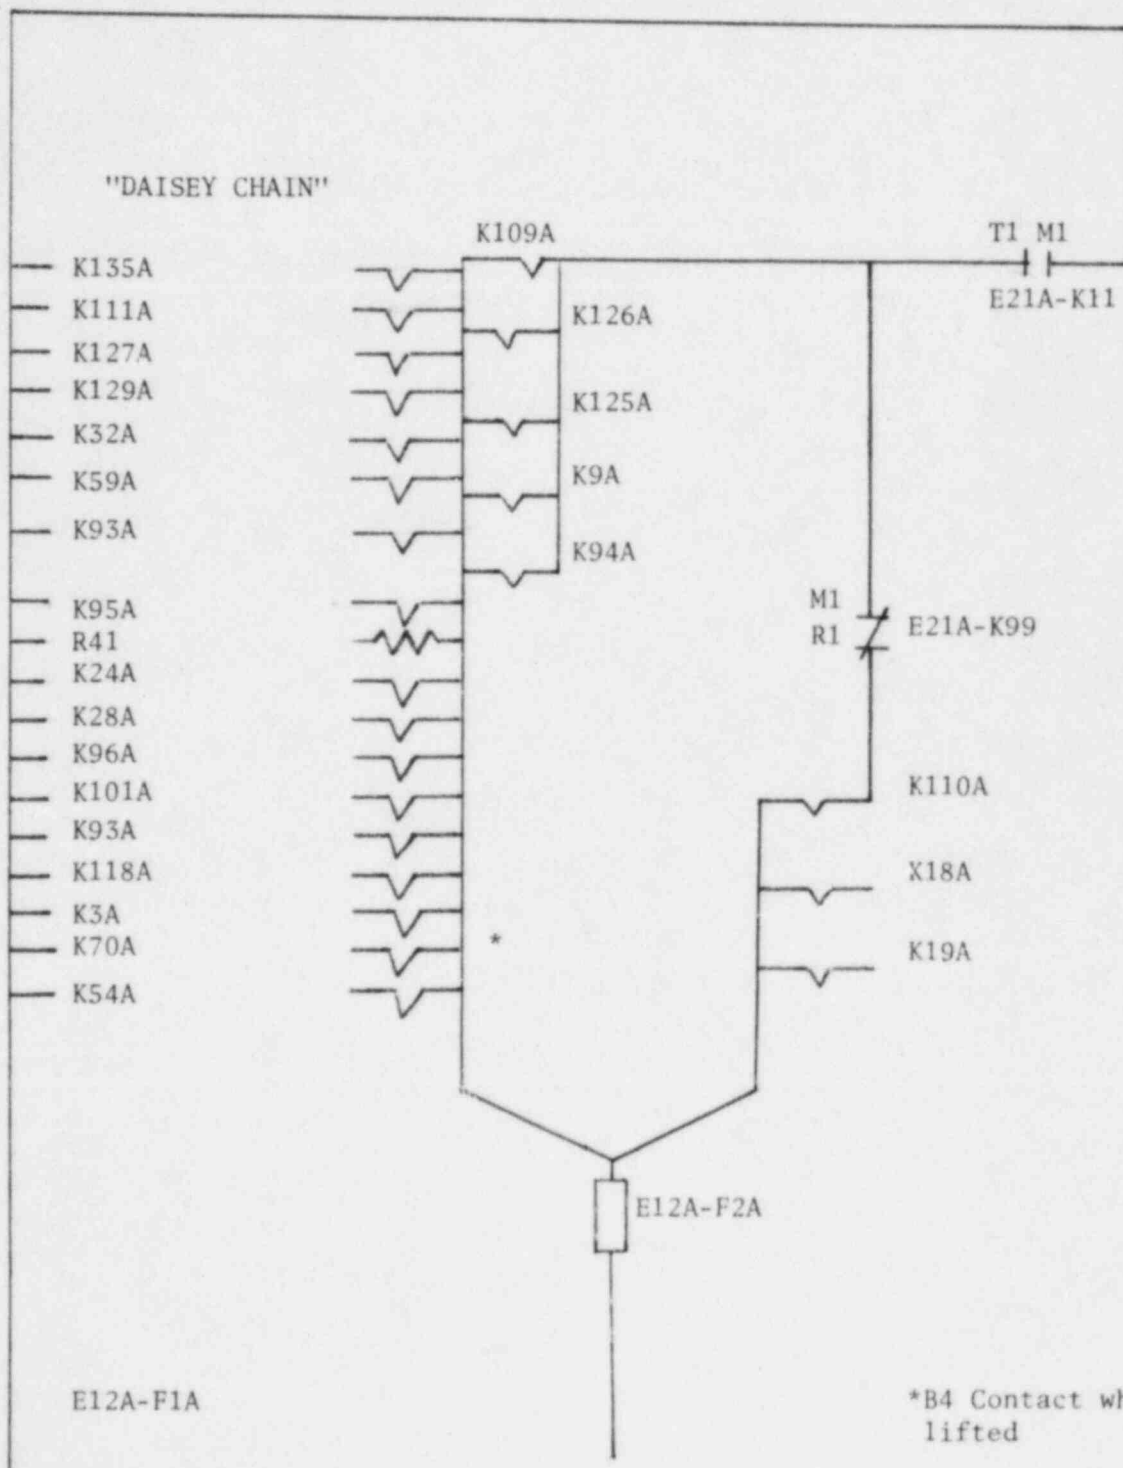 "DAISEY CHAIN"
K109A
T1 M1
K135A
E21A-K11
K111A
K126A
K127A
K129A
K125A
K32A
K59A
K9A
K93A
K94A
K95A
M1
R41
R1
E21A-K99
K24A
K28A
K96A
K110A
K101A
K93A
K118A
X18A
K3A
*
K70A
K19A
K54A
E12A-F2A
E12A-F1A
*B4 Contact
lifted